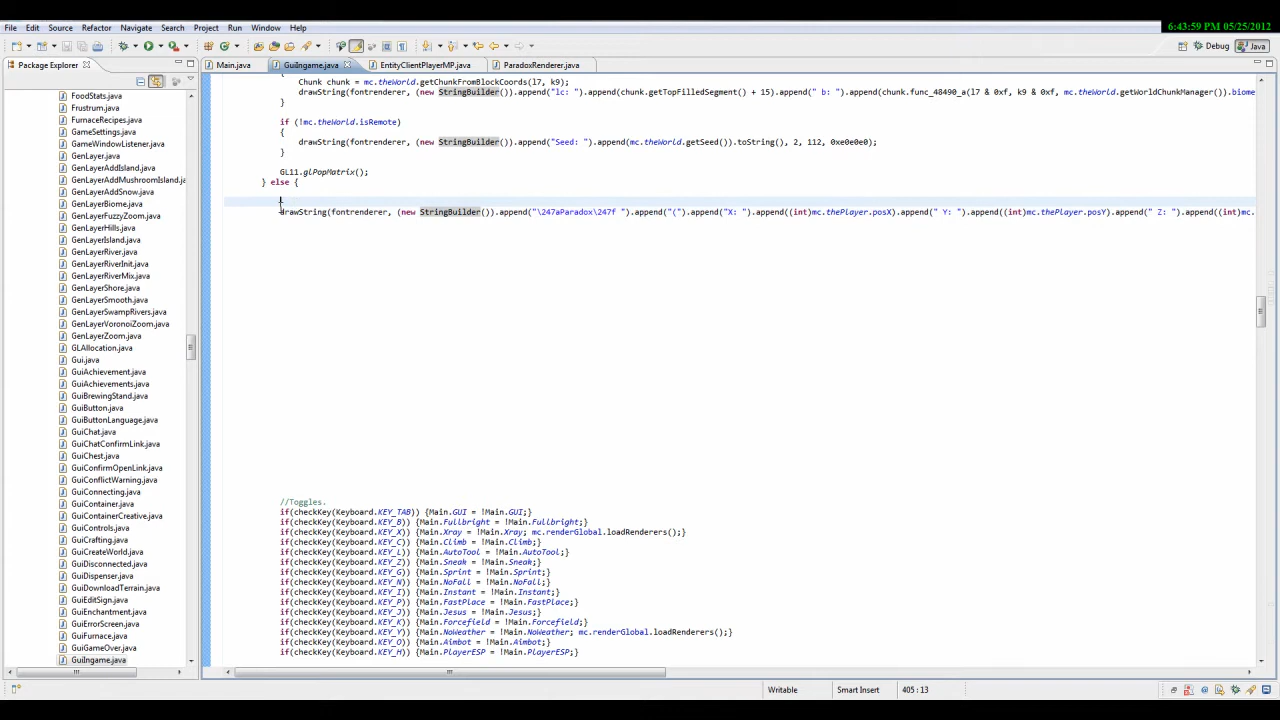 6:43:59 PM 05/25/2012
File Edit Source Refactor Navigate Search Project Run Window Help
Debug Java
Package Explorer
Main.java GuiIngame.java EntityClientPlayerMP.java ParadoxRenderer.java
FoodStats.java
Frustrum.java
FurnaceRecipes.java
GameSettings.java
GameWindowListener.java
GenLayer.java
GenLayerAddIsland.java
GenLayerAddMushroomIsland.java
GenLayerAddSnow.java
GenLayerBiome.java
GenLayerFuzzyZoom.java
GenLayerHills.java
GenLayerIsland.java
GenLayerRiver.java
GenLayerRiverInit.java
GenLayerRiverMix.java
GenLayerShore.java
GenLayerSmooth.java
GenLayerSwampRivers.java
GenLayerVoronoiZoom.java
GenLayerZoom.java
GLAllocation.java
Gui.java
GuiAchievement.java
GuiAchievements.java
GuiBrewingStand.java
GuiButton.java
GuiButtonLanguage.java
GuiChat.java
GuiChatConfirmLink.java
GuiChest.java
GuiConfirmOpenLink.java
GuiConflictWarning.java
GuiConnecting.java
GuiContainer.java
GuiContainerCreative.java
GuiControls.java
GuiCrafting.java
GuiCreateWorld.java
GuiDisconnected.java
GuiDispenser.java
GuiDownloadTerrain.java
GuiEditSign.java
GuiEnchantment.java
GuiErrorScreen.java
GuiFurnace.java
GuiGameOver.java
GuiIngame.java
{
Chunk chunk = mc.theWorld.getChunkFromBlockCoords(l7, k9);
drawString(fontrenderer, (new StringBuilder()).append("lc: ").append(chunk.getTopFilledSegment() + 15).append(" b: ").append(chunk.func_48490_a(l7 & 0xf, k9 & 0xf, mc.theWorld.getWorldChunkManager()).biome
}
if (!mc.theWorld.isRemote)
{
drawString(fontrenderer, (new StringBuilder()).append("Seed: ").append(mc.theWorld.getSeed()).toString(), 2, 112, 0xe0e0e0);
}
GL11.glPopMatrix();
} else {
drawString(fontrenderer, (new StringBuilder()).append("\247aParadox\247f ").append("(").append("X: ").append((int)mc.thePlayer.posX).append(" Y: ").append((int)mc.thePlayer.posY).append(" Z: ").append((int)mc.
//Toggles.
if(checkKey(Keyboard.KEY_TAB)) {Main.GUI = !Main.GUI;}
if(checkKey(Keyboard.KEY_B)) {Main.Fullbright = !Main.Fullbright;}
if(checkKey(Keyboard.KEY_X)) {Main.Xray = !Main.Xray; mc.renderGlobal.loadRenderers();}
if(checkKey(Keyboard.KEY_C)) {Main.Climb = !Main.Climb;}
if(checkKey(Keyboard.KEY_L)) {Main.AutoTool = !Main.AutoTool;}
if(checkKey(Keyboard.KEY_Z)) {Main.Sneak = !Main.Sneak;}
if(checkKey(Keyboard.KEY_G)) {Main.Sprint = !Main.Sprint;}
if(checkKey(Keyboard.KEY_N)) {Main.NoFall = !Main.NoFall;}
if(checkKey(Keyboard.KEY_I)) {Main.Instant = !Main.Instant;}
if(checkKey(Keyboard.KEY_P)) {Main.FastPlace = !Main.FastPlace;}
if(checkKey(Keyboard.KEY_J)) {Main.Jesus = !Main.Jesus;}
if(checkKey(Keyboard.KEY_K)) {Main.Forcefield = !Main.Forcefield;}
if(checkKey(Keyboard.KEY_Y)) {Main.NoWeather = !Main.NoWeather; mc.renderGlobal.loadRenderers();}
if(checkKey(Keyboard.KEY_O)) {Main.Aimbot = !Main.Aimbot;}
if(checkKey(Keyboard.KEY_H)) {Main.PlayerESP = !Main.PlayerESP;}
Writable Smart Insert 405 : 13